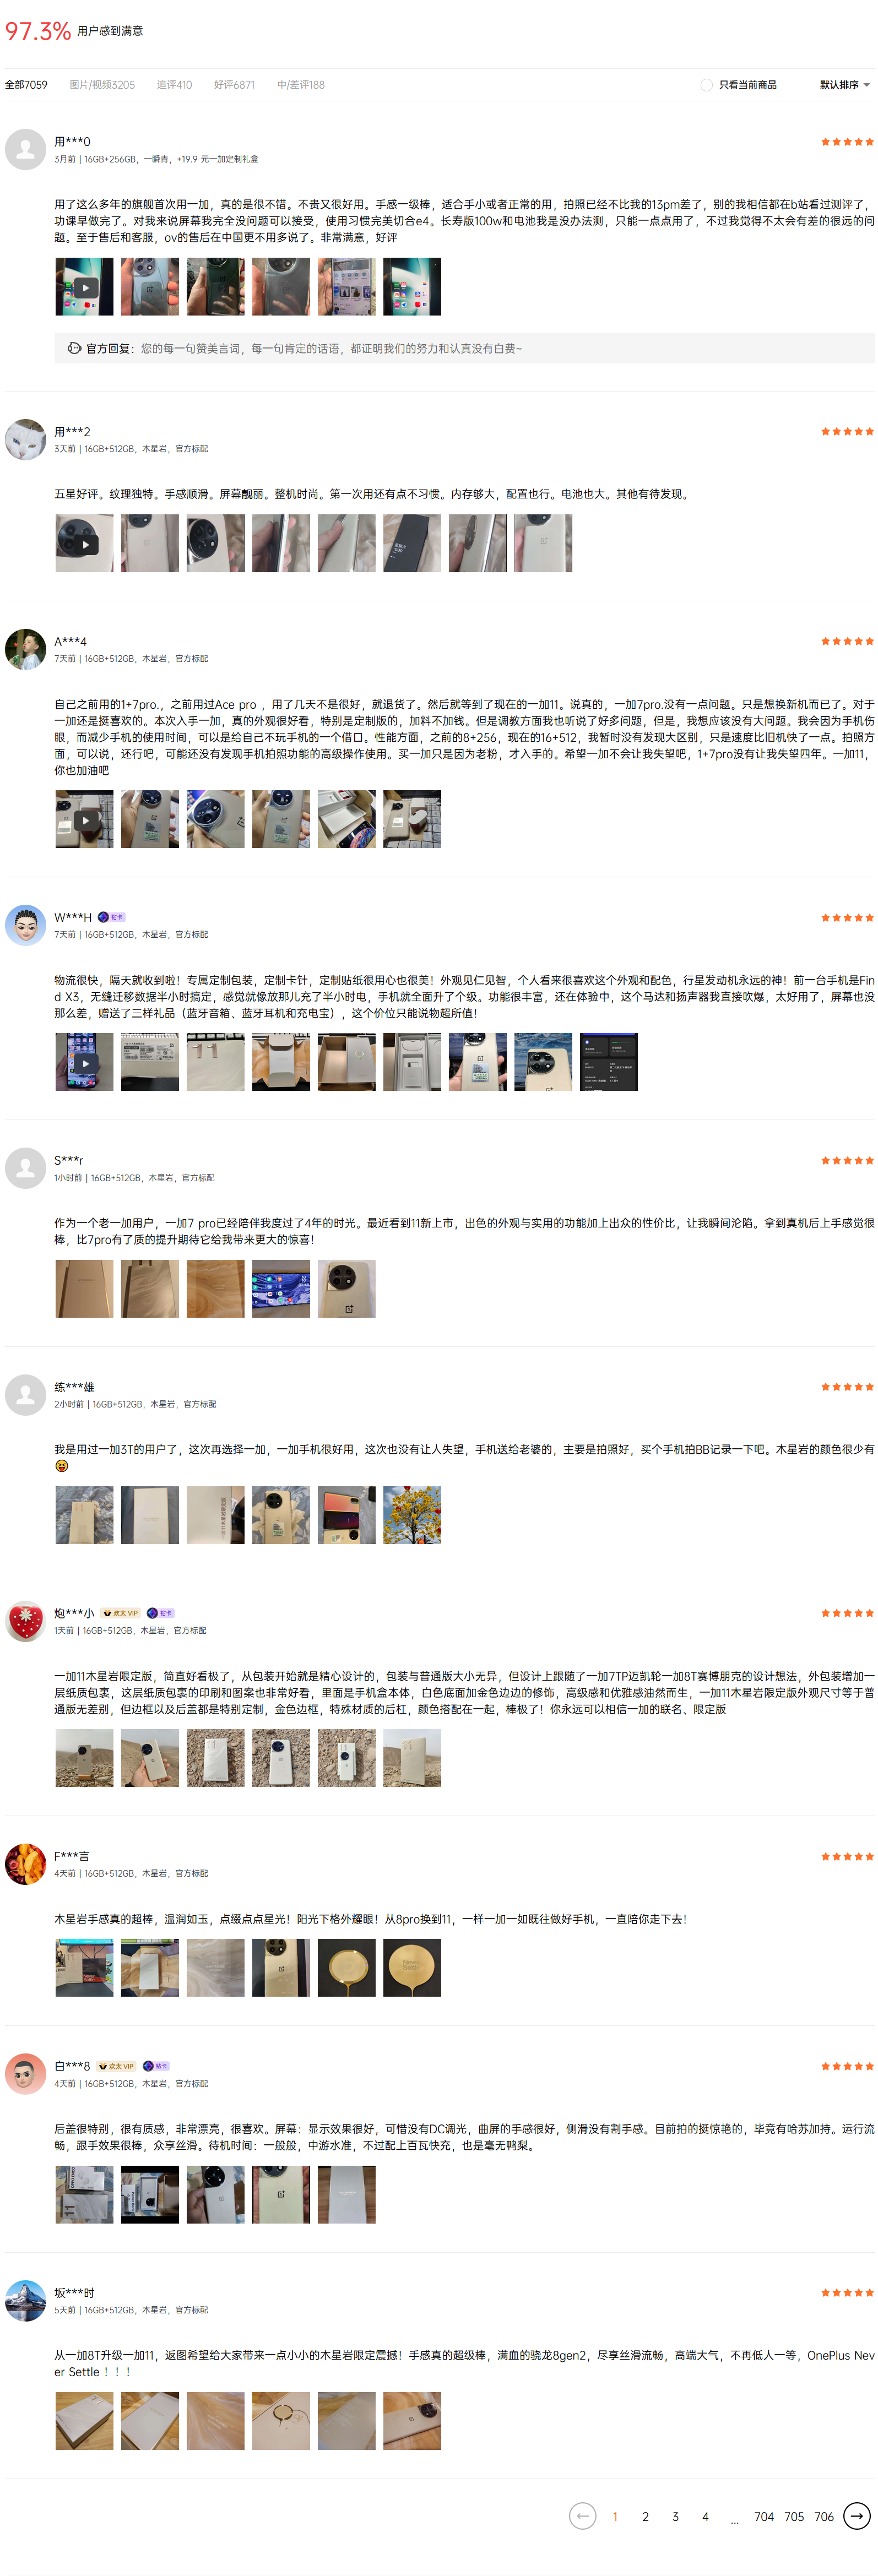 97.3% 用户感到满意
全部7059 图片/视频3205 追评410 好评6871 中/差评188 只看当前商品 默认排序
用***0
3月前 | 16GB+256GB，一瞬青，+19.9 元一加定制礼盒
用了这么多年的旗舰首次用一加，真的是很不错。不贵又很好用。手感一级棒，适合手小或者正常的用，拍照已经不比我的13pm差了，别的我相信都在b站看过测评了，
功课早做完了。对我来说屏幕我完全没问题可以接受，使用习惯完美切合e4。长寿版100w和电池我是没办法测，只能一点点用了，不过我觉得不太会有差的很远的问
题。至于售后和客服，ov的售后在中国更不用多说了。非常满意，好评
官方回复：您的每一句赞美言词，每一句肯定的话语，都证明我们的努力和认真没有白费~
用***2
3天前 | 16GB+512GB，木星岩，官方标配
五星好评。纹理独特。手感顺滑。屏幕靓丽。整机时尚。第一次用还有点不习惯。内存够大，配置也行。电池也大。其他有待发现。
A***4
7天前 | 16GB+512GB，木星岩，官方标配
自己之前用的1+7pro.，之前用过Ace pro ，用了几天不是很好，就退货了。然后就等到了现在的一加11。说真的，一加7pro.没有一点问题。只是想换新机而已了。对于
一加还是挺喜欢的。本次入手一加，真的外观很好看，特别是定制版的，加料不加钱。但是调教方面我也听说了好多问题，但是，我想应该没有大问题。我会因为手机伤
眼，而减少手机的使用时间，可以是给自己不玩手机的一个借口。性能方面，之前的8+256，现在的16+512，我暂时没有发现大区别，只是速度比旧机快了一点。拍照方
面，可以说，还行吧，可能还没有发现手机拍照功能的高级操作使用。买一加只是因为老粉，才入手的。希望一加不会让我失望吧，1+7pro没有让我失望四年。一加11，
你也加油吧
W***H 钻卡
7天前 | 16GB+512GB，木星岩，官方标配
物流很快，隔天就收到啦！专属定制包装，定制卡针，定制贴纸很用心也很美！外观见仁见智，个人看来很喜欢这个外观和配色，行星发动机永远的神！前一台手机是Fin
d X3，无缝迁移数据半小时搞定，感觉就像放那儿充了半小时电，手机就全面升了个级。功能很丰富，还在体验中，这个马达和扬声器我直接吹爆，太好用了，屏幕也没
那么差，赠送了三样礼品（蓝牙音箱、蓝牙耳机和充电宝），这个价位只能说物超所值！
S***r
1小时前 | 16GB+512GB，木星岩，官方标配
作为一个老一加用户，一加7 pro已经陪伴我度过了4年的时光。最近看到11新上市，出色的外观与实用的功能加上出众的性价比，让我瞬间沦陷。拿到真机后上手感觉很
棒，比7pro有了质的提升期待它给我带来更大的惊喜！
练***雄
2小时前 | 16GB+512GB，木星岩，官方标配
我是用过一加3T的用户了，这次再选择一加，一加手机很好用，这次也没有让人失望，手机送给老婆的，主要是拍照好，买个手机拍BB记录一下吧。木星岩的颜色很少有
😝
炮***小 欢太 VIP 钻卡
1天前 | 16GB+512GB，木星岩，官方标配
一加11木星岩限定版，简直好看极了，从包装开始就是精心设计的，包装与普通版大小无异，但设计上跟随了一加7TP迈凯轮一加8T赛博朋克的设计想法，外包装增加一
层纸质包裹，这层纸质包裹的印刷和图案也非常好看，里面是手机盒本体，白色底面加金色边边的修饰，高级感和优雅感油然而生，一加11木星岩限定版外观尺寸等于普
通版无差别，但边框以及后盖都是特别定制，金色边框，特殊材质的后杠，颜色搭配在一起，棒极了！你永远可以相信一加的联名、限定版
F***言
4天前 | 16GB+512GB，木星岩，官方标配
木星岩手感真的超棒，温润如玉，点缀点点星光！阳光下格外耀眼！从8pro换到11，一样一加一如既往做好手机，一直陪你走下去！
白***8 欢太 VIP 钻卡
4天前 | 16GB+512GB，木星岩，官方标配
后盖很特别，很有质感，非常漂亮，很喜欢。屏幕：显示效果很好，可惜没有DC调光，曲屏的手感很好，侧滑没有割手感。目前拍的挺惊艳的，毕竟有哈苏加持。运行流
畅，跟手效果很棒，众享丝滑。待机时间：一般般，中游水准，不过配上百瓦快充，也是毫无鸭梨。
坂***时
5天前 | 16GB+512GB，木星岩，官方标配
从一加8T升级一加11，返图希望给大家带来一点小小的木星岩限定震撼！手感真的超级棒，满血的骁龙8gen2，尽享丝滑流畅，高端大气，不再低人一等，OnePlus Nev
er Settle！！！
1 2 3 4 ... 704 705 706